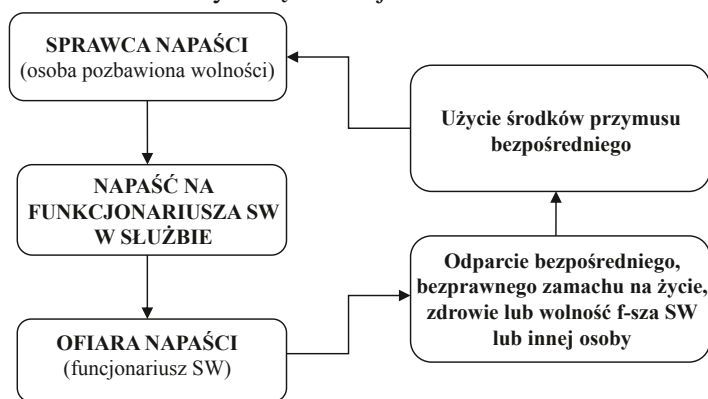 SPRAWCA NAPAŚCI
(osoba pozbawiona wolności)
NAPAŚĆ NA
FUNKCJONARIUSZA SW
W SŁUŻBIE
OFIARA NAPAŚCI
(funcjonariusz SW)
Użycie środków przymusu
bezpośredniego
Odparcie bezpośredniego,
bezprawnego zamachu na życie,
zdrowie lub wolność f-sza SW
lub innej osoby